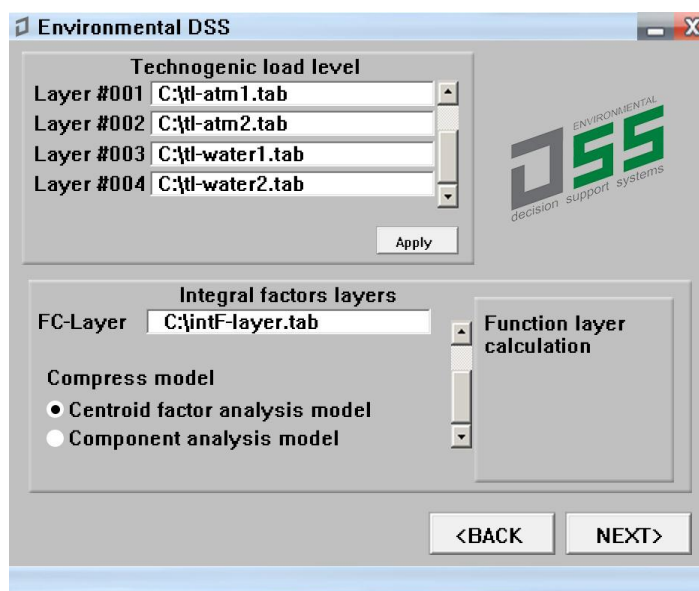 Environmental DSS
Technogenic load level
Layer #001 C:\tl-atm1.tab
Layer #002 C:\tl-atm2.tab
Layer #003 C:\tl-water1.tab
Layer #004 C:\tl-water2.tab
Apply
ENVIRONMENTAL
DSS
decision support systems
Integral factors layers
FC-Layer C:\intF-layer.tab
Function layer
calculation
Compress model
Centroid factor analysis model
Component analysis model
<BACK
NEXT>